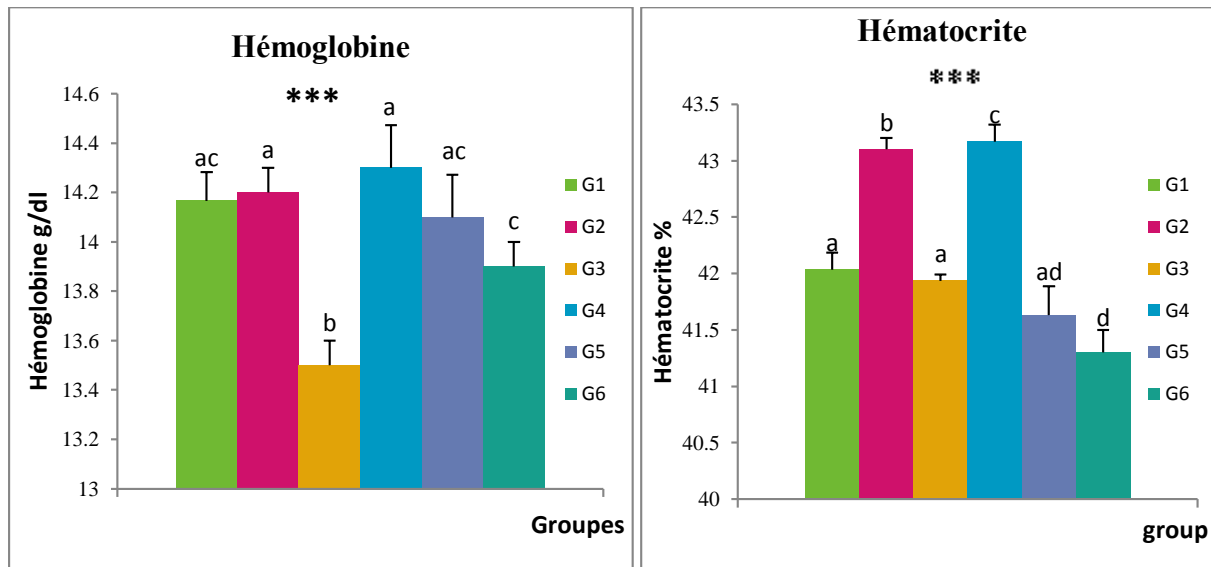 Hémoglobine
***
Hémoglobine g/dl
14.6
14.4
14.2
14
13.8
13.6
13.4
13.2
13
ac
a
b
a
ac
c
G1
G2
G3
G4
G5
G6
Groupes
Hématocrite
***
Hématocrite %
43.5
43
42.5
42
41.5
41
40.5
40
a
b
a
c
ad
d
G1
G2
G3
G4
G5
G6
group